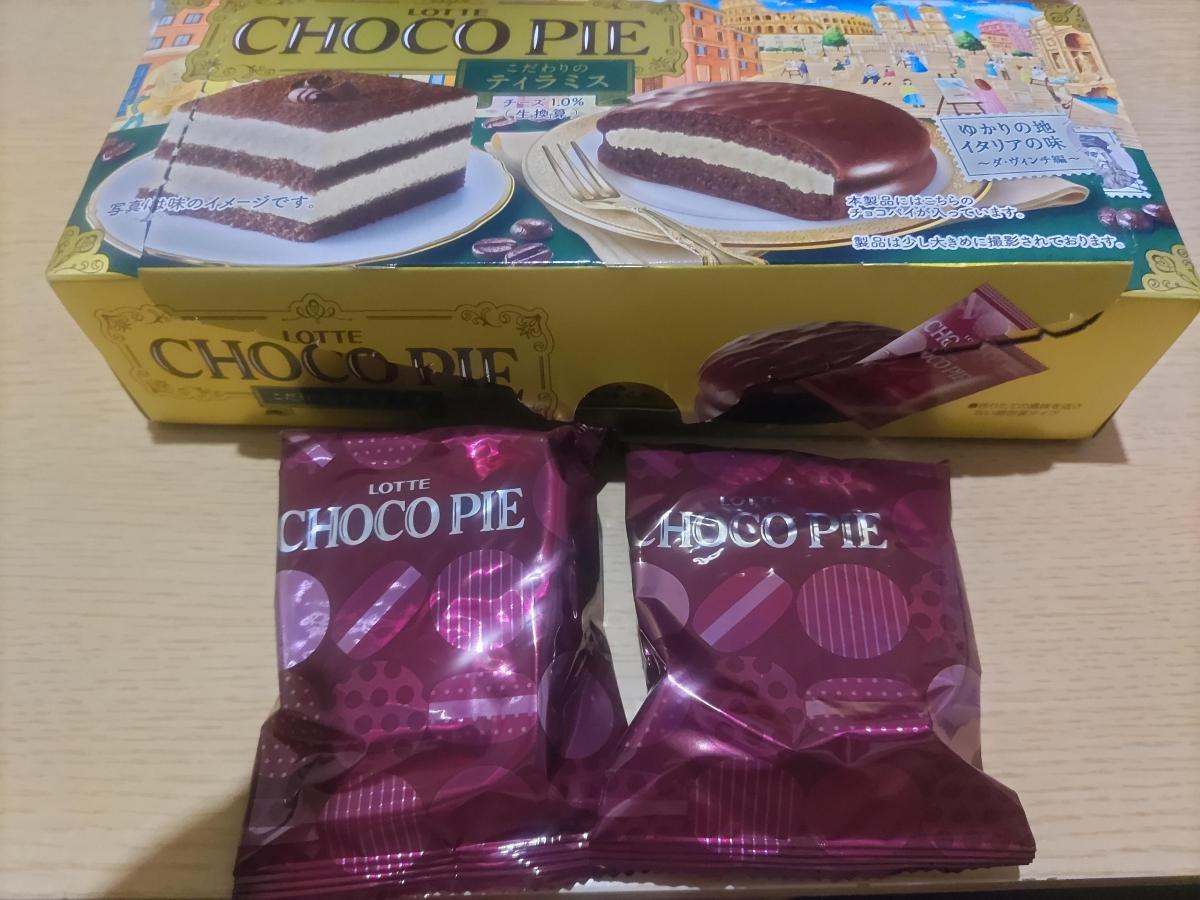 LOTTE
CHOCO PIE
こだわりの
ティラミス
チーズ1.0%
(生換算)
ゆかりの地
イタリアの味
～ダ・ヴィンチ編～
写真は味のイメージです。
本製品にはこちらの
チョコパイが入っています。
製品は少し大きめに撮影されております。
LOTTE
CHOCO PIE
CHOCO PIE
LOTTE
CHOCO PIE
LOTTE
CHOCO PIE